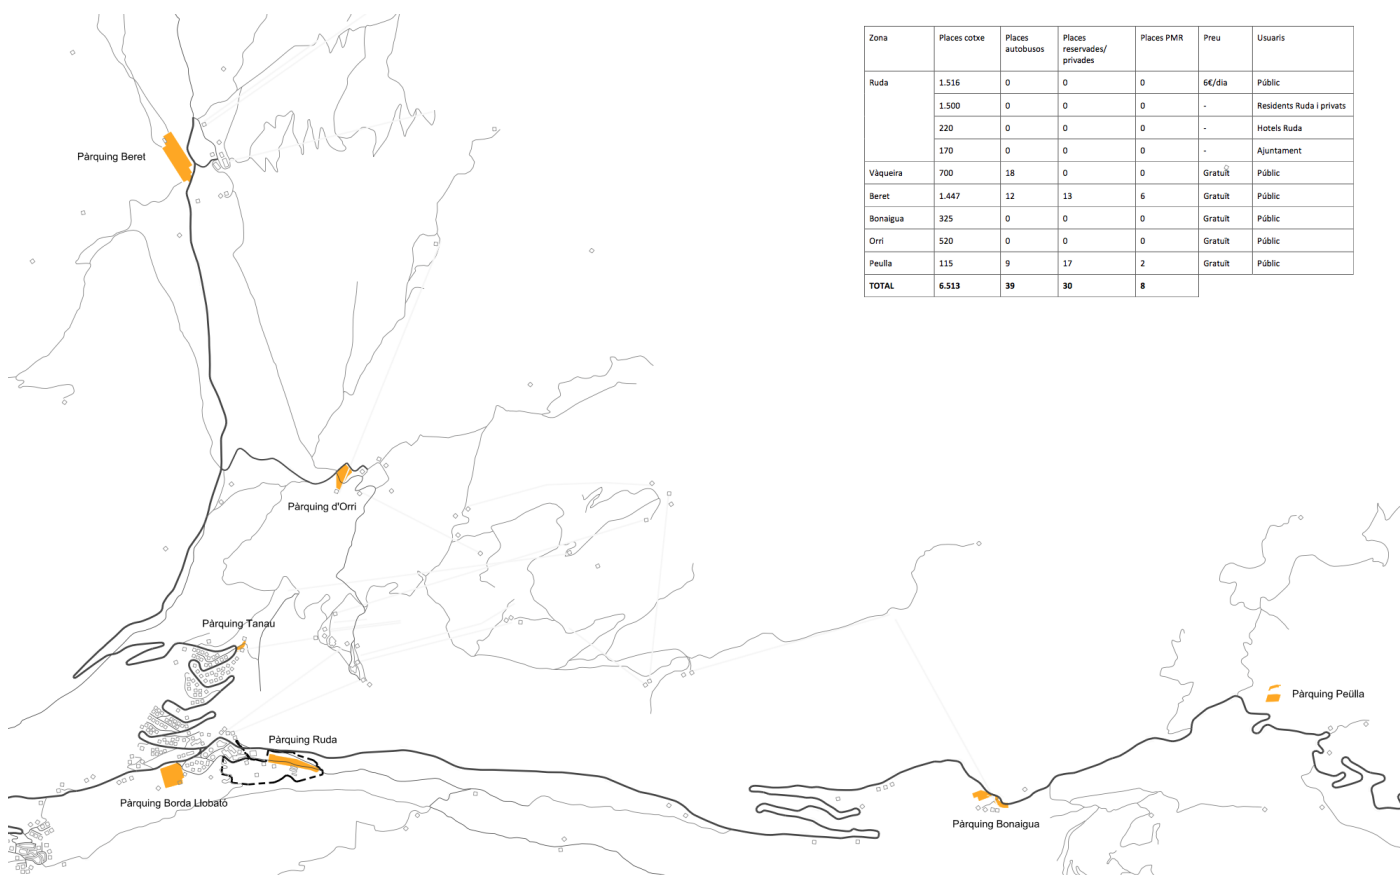 Zona Places cotxe Places autobusos Places reservades/ privades Places PMR Preu Usuaris
Ruda 1.516 0 0 0 6€/dia Públic
1.500 0 0 0 - Residents Ruda i privats
220 0 0 0 - Hotels Ruda
170 0 0 0 - Ajuntament
Vàqueira 700 18 0 0 Gratuït Públic
Beret 1.447 12 13 6 Gratuït Públic
Bonaigua 325 0 0 0 Gratuït Públic
Orri 520 0 0 0 Gratuït Públic
Peulla 115 9 17 2 Gratuït Públic
TOTAL 6.513 39 30 8
Pàrquing Beret
Pàrquing d'Orri
Pàrquing Tanau
Pàrquing Peülla
Pàrquing Ruda
Pàrquing Borda Llobató
Pàrquing Bonaigua